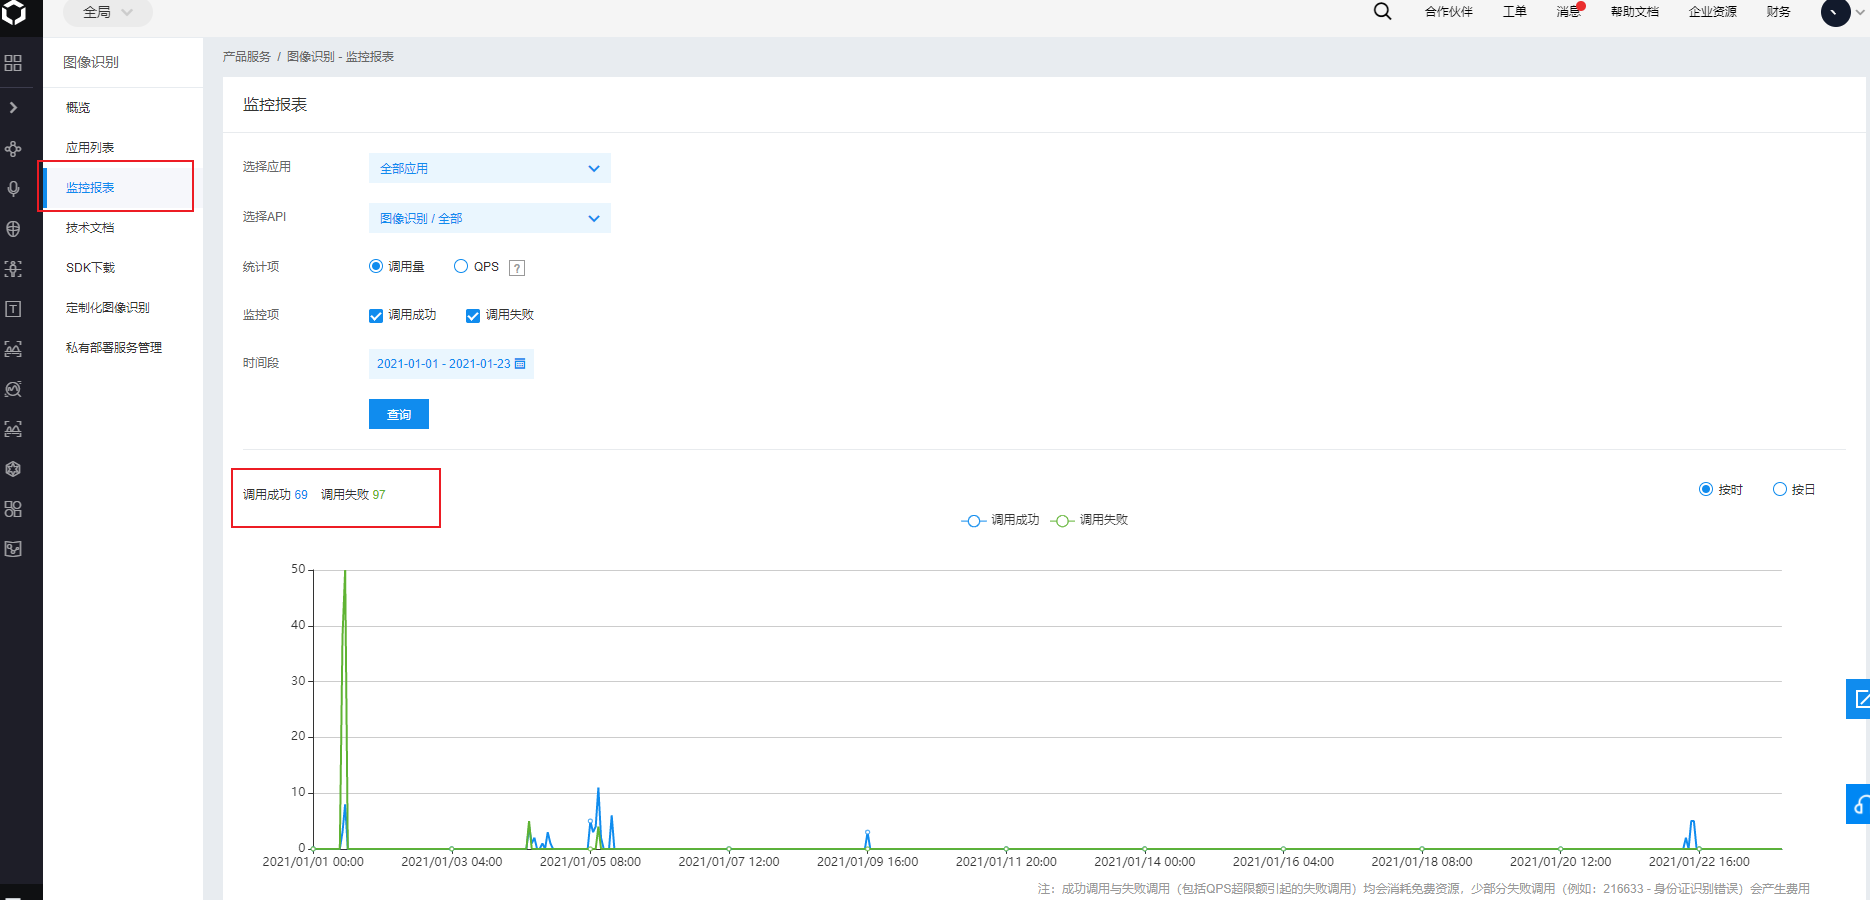 全局
合作伙伴 工单 消息 帮助文档 企业资源 财务
图像识别
概览
应用列表
监控报表
技术文档
SDK下载
定制化图像识别
私有部署服务管理
产品服务 / 图像识别 - 监控报表
监控报表
选择应用 全部应用
选择API 图像识别 / 全部
统计项 调用量 QPS ?
监控项 调用成功 调用失败
时间段 2021-01-01 - 2021-01-23
查询
调用成功 69 调用失败 97
按时 按日
调用成功 调用失败
50
40
30
20
10
0
2021/01/01 00:00 2021/01/03 04:00 2021/01/05 08:00 2021/01/07 12:00 2021/01/09 16:00 2021/01/11 20:00 2021/01/14 00:00 2021/01/16 04:00 2021/01/18 08:00 2021/01/20 12:00 2021/01/22 16:00
注：成功调用与失败调用（包括QPS超限额引起的失败调用）均会消耗免费资源，少部分失败调用（例如：216633 - 身份证识别错误）会产生费用